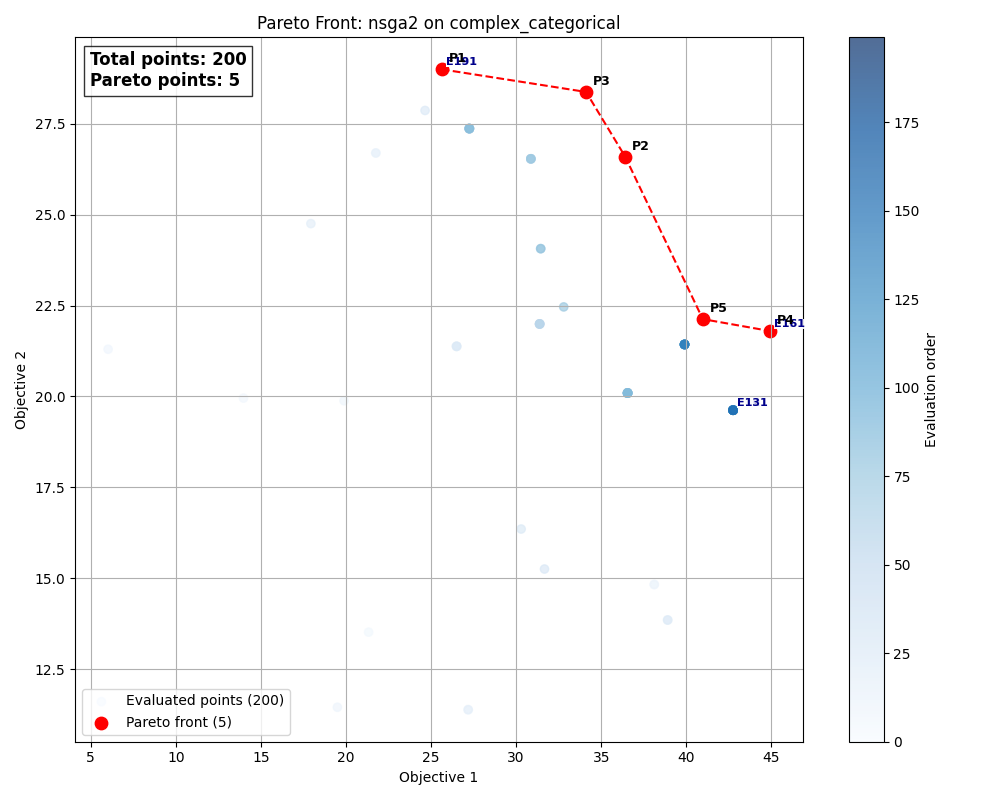 Pareto Front: nsga2 on complex_categorical
Total points: 200
Pareto points: 5
P1
E191
P3
P2
P5
P4
E161
E131
27.5
25.0
22.5
20.0
17.5
15.0
12.5
Objective 2
Evaluated points (200)
Pareto front (5)
5
10
15
20
25
30
35
40
45
Objective 1
175
150
125
100
75
50
25
0
Evaluation order